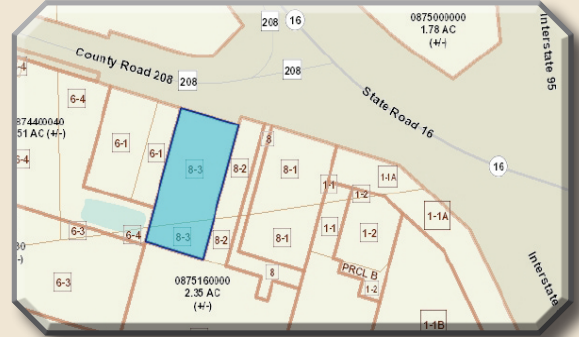 208
16
0875000000
1.78 AC
(+/-)
Interstate 95
County Road 208
208
208
State Road 16
6-4
874400040
51 AC (+/-)
6-1
6-1
8-3
8-2
8
8-1
1-1
1-2
1-1A
16
6-4
1-1A
6-3
6-4
8-3
8-2
8-1
1-1
1-2
6-3
0875160000
2.35 AC
(+/-)
8
PRCL B
1-2
1-1B
Interstate